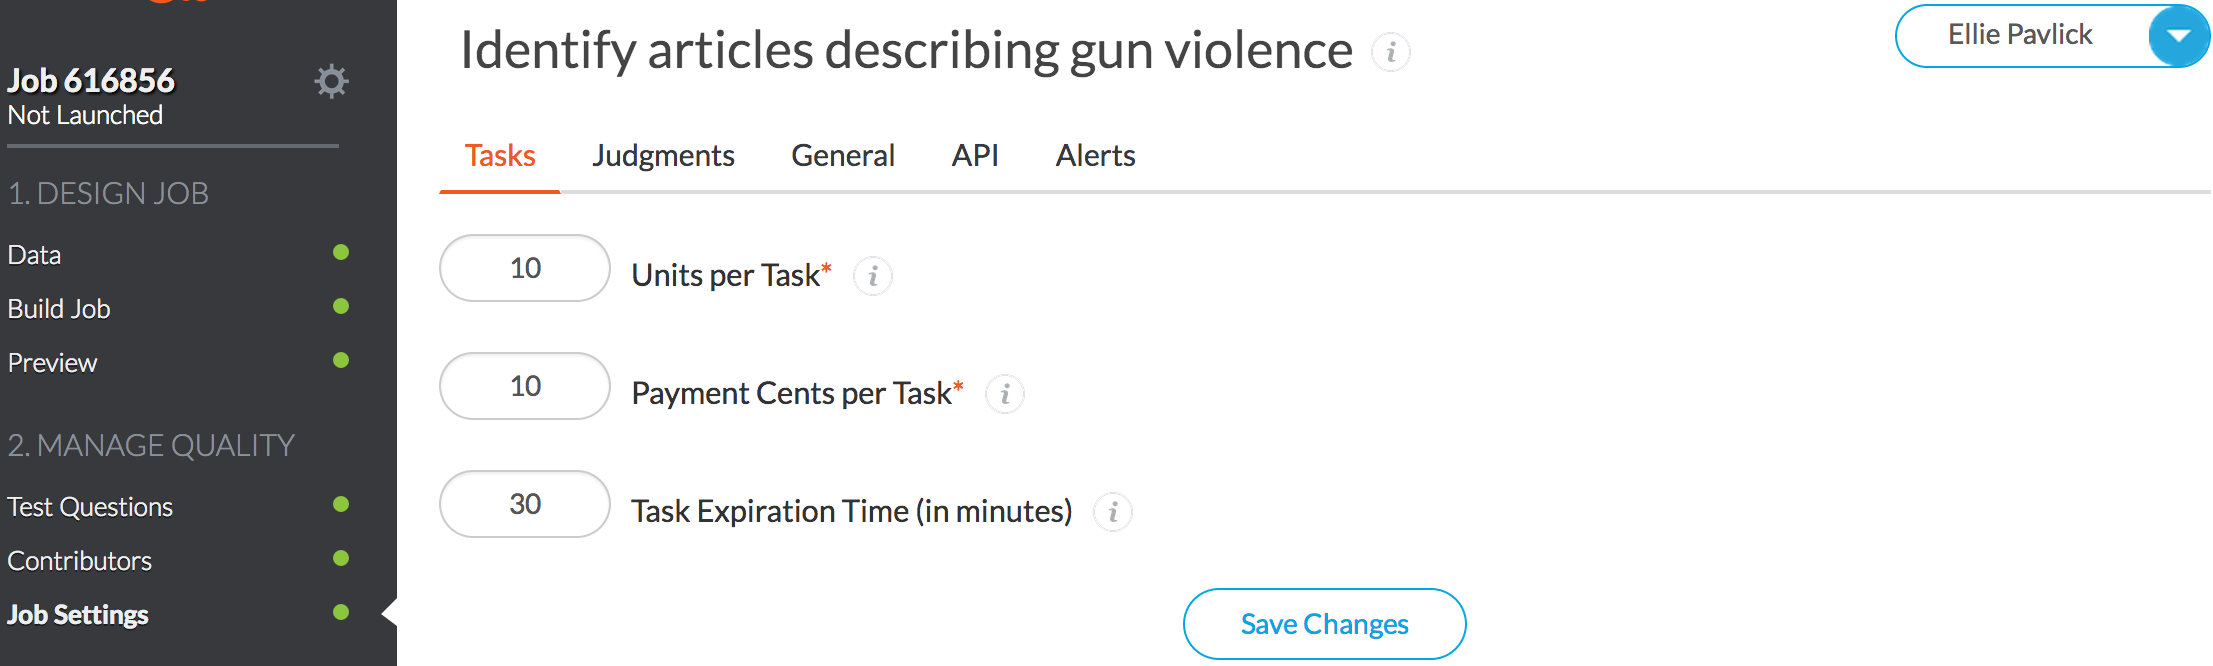 Job 616856
Not Launched
1. DESIGN JOB
Data
Build Job
Preview
2. MANAGE QUALITY
Test Questions
Contributors
Job Settings
Identify articles describing gun violence i
Ellie Pavlick
Tasks Judgments General API Alerts
10 Units per Task* i
10 Payment Cents per Task* i
30 Task Expiration Time (in minutes) i
Save Changes